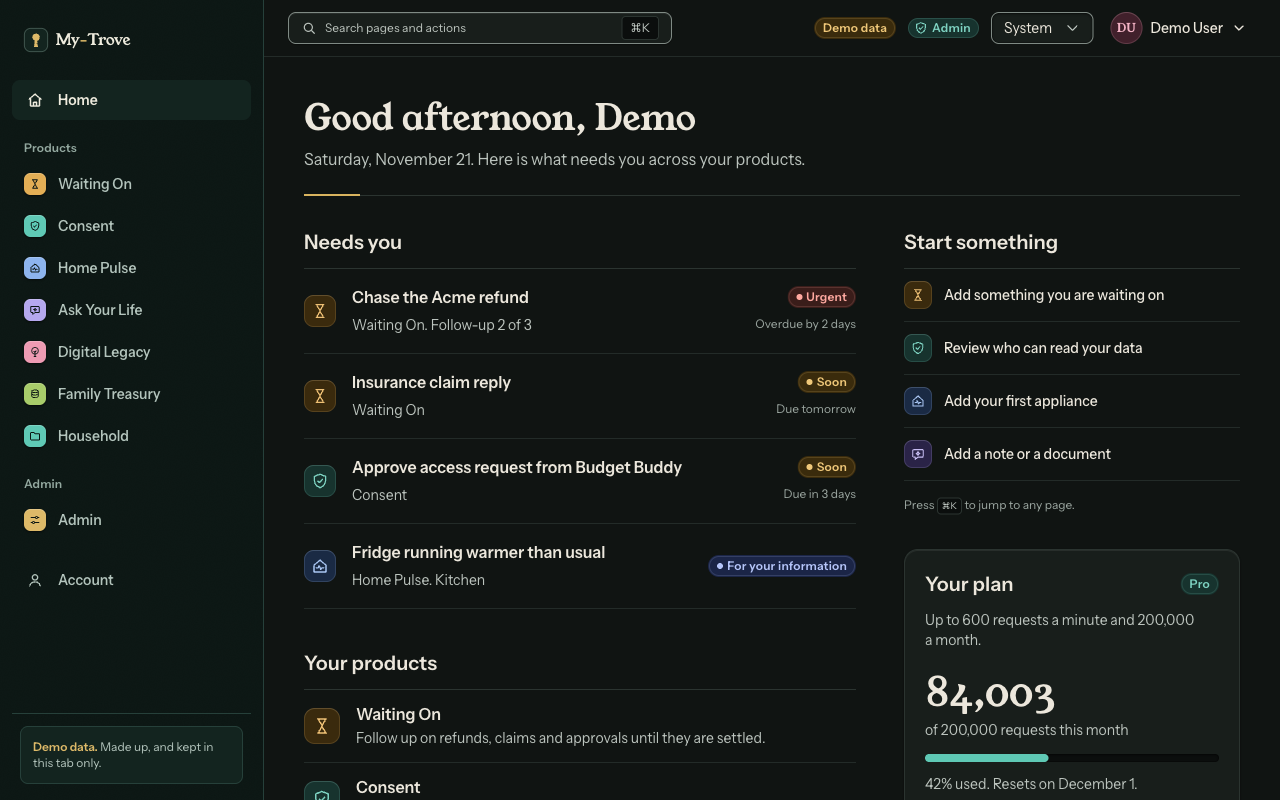 My-Trove
Home
Products
Waiting On
Consent
Home Pulse
Ask Your Life
Digital Legacy
Family Treasury
Household
Admin
Admin
Account
Demo data. Made up, and kept in
this tab only.
Search pages and actions
⌘K
Demo data
Admin
System
DU
Demo User
Good afternoon, Demo
Saturday, November 21. Here is what needs you across your products.
Needs you
Chase the Acme refund
Urgent
Waiting On. Follow-up 2 of 3
Overdue by 2 days
Insurance claim reply
Soon
Waiting On
Due tomorrow
Approve access request from Budget Buddy
Soon
Consent
Due in 3 days
Fridge running warmer than usual
For your information
Home Pulse. Kitchen
Your products
Waiting On
Follow up on refunds, claims and approvals until they are settled.
Consent
Start something
Add something you are waiting on
Review who can read your data
Add your first appliance
Add a note or a document
Press ⌘K to jump to any page.
Your plan
Pro
Up to 600 requests a minute and 200,000
a month.
84,003
of 200,000 requests this month
42% used. Resets on December 1.